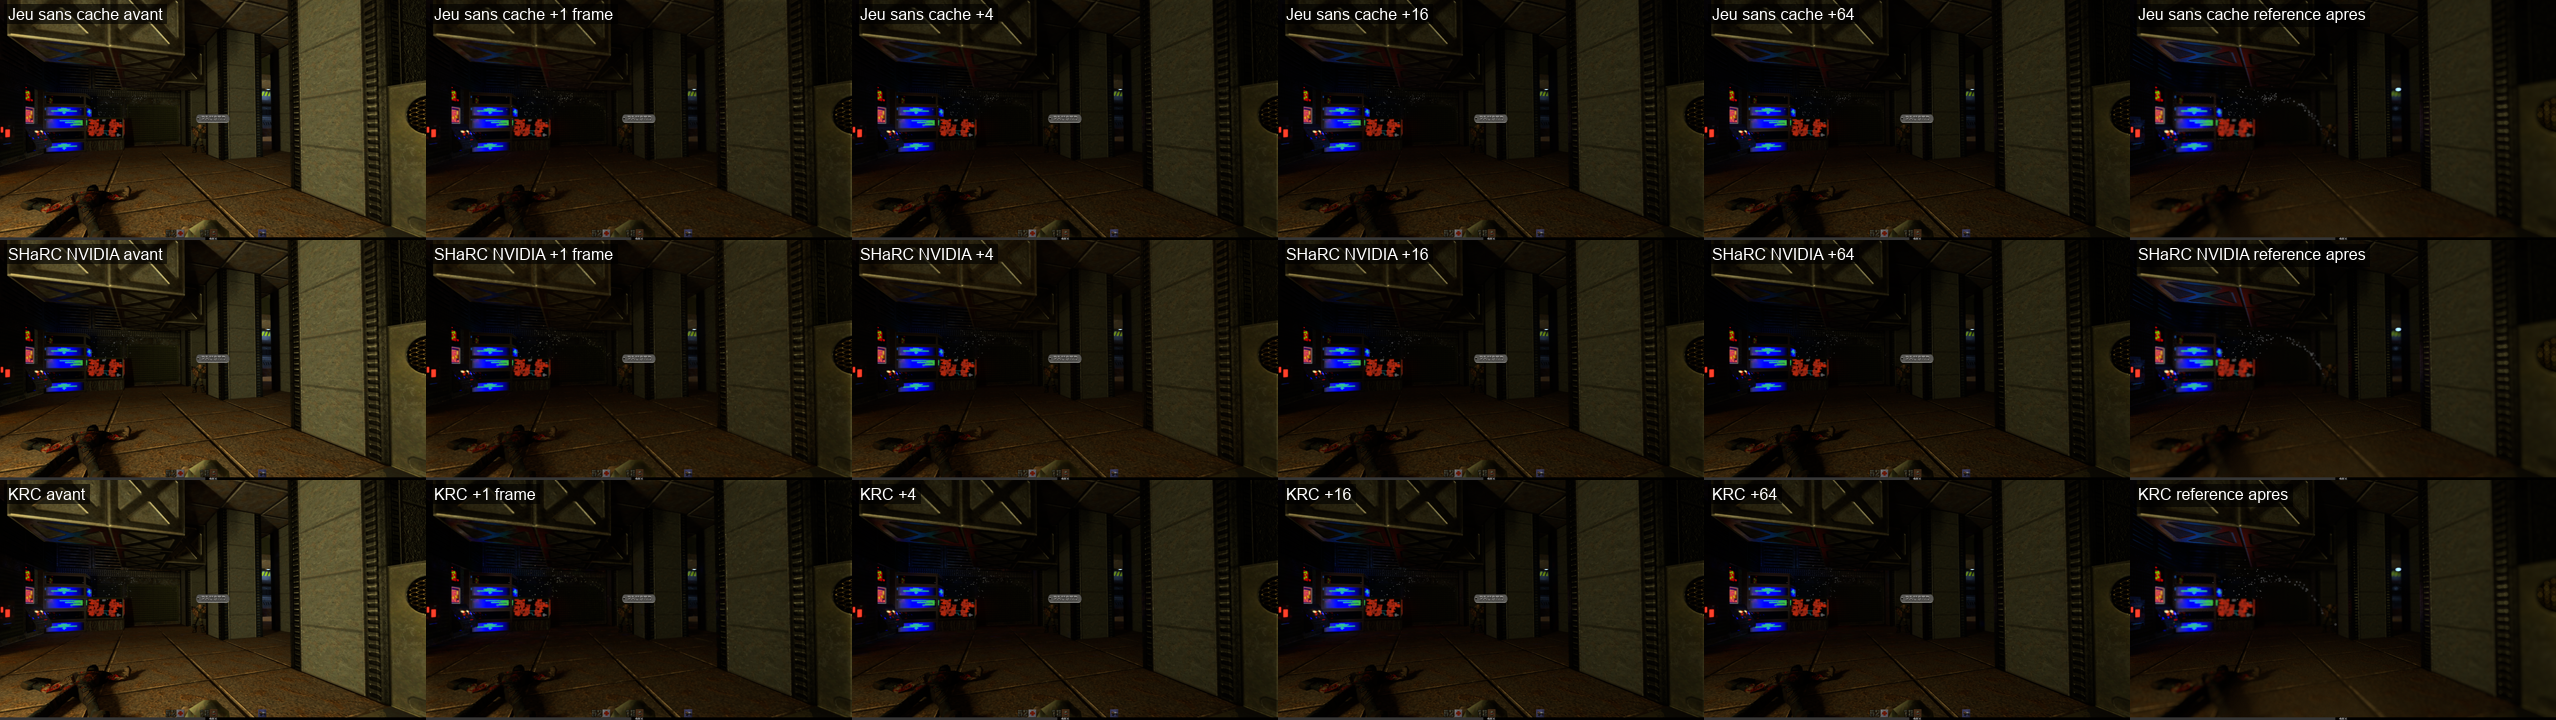 Jeu sans cache avant
Jeu sans cache +1 frame
Jeu sans cache +4
Jeu sans cache +16
Jeu sans cache +64
Jeu sans cache reference apres
SHaRC NVIDIA avant
SHaRC NVIDIA +1 frame
SHaRC NVIDIA +4
SHaRC NVIDIA +16
SHaRC NVIDIA +64
SHaRC NVIDIA reference apres
KRC avant
KRC +1 frame
KRC +4
KRC +16
KRC +64
KRC reference apres